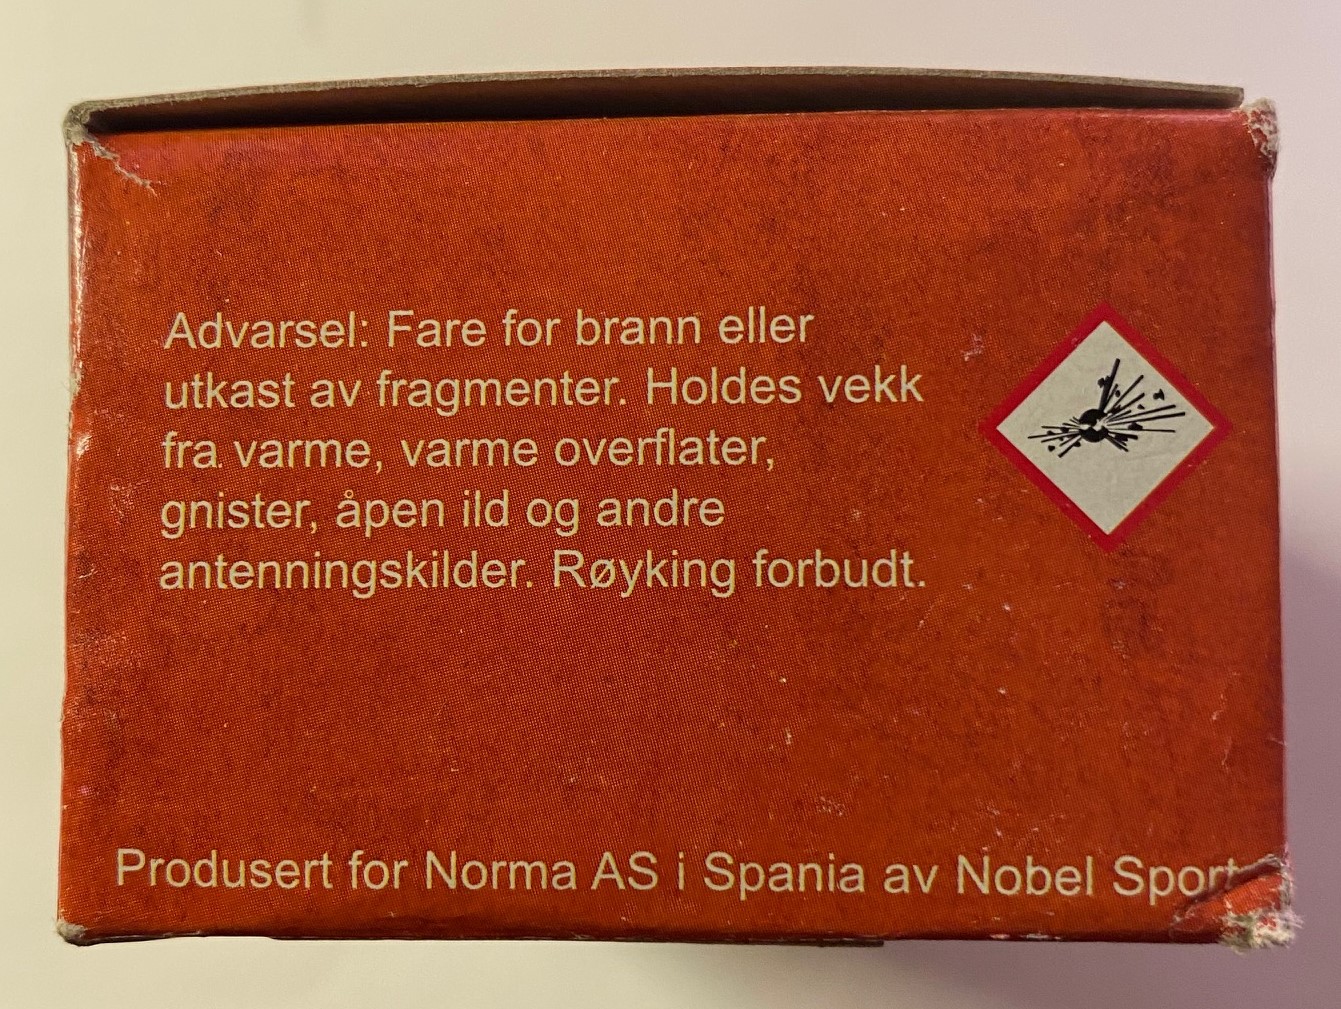 Advarsel: Fare for brann eller
utkast av fragmenter. Holdes vekk
fra varme, varme overflater,
gnister, åpen ild og andre
antenningskilder. Røyking forbudt.
Produsert for Norma AS i Spania av Nobel Sport